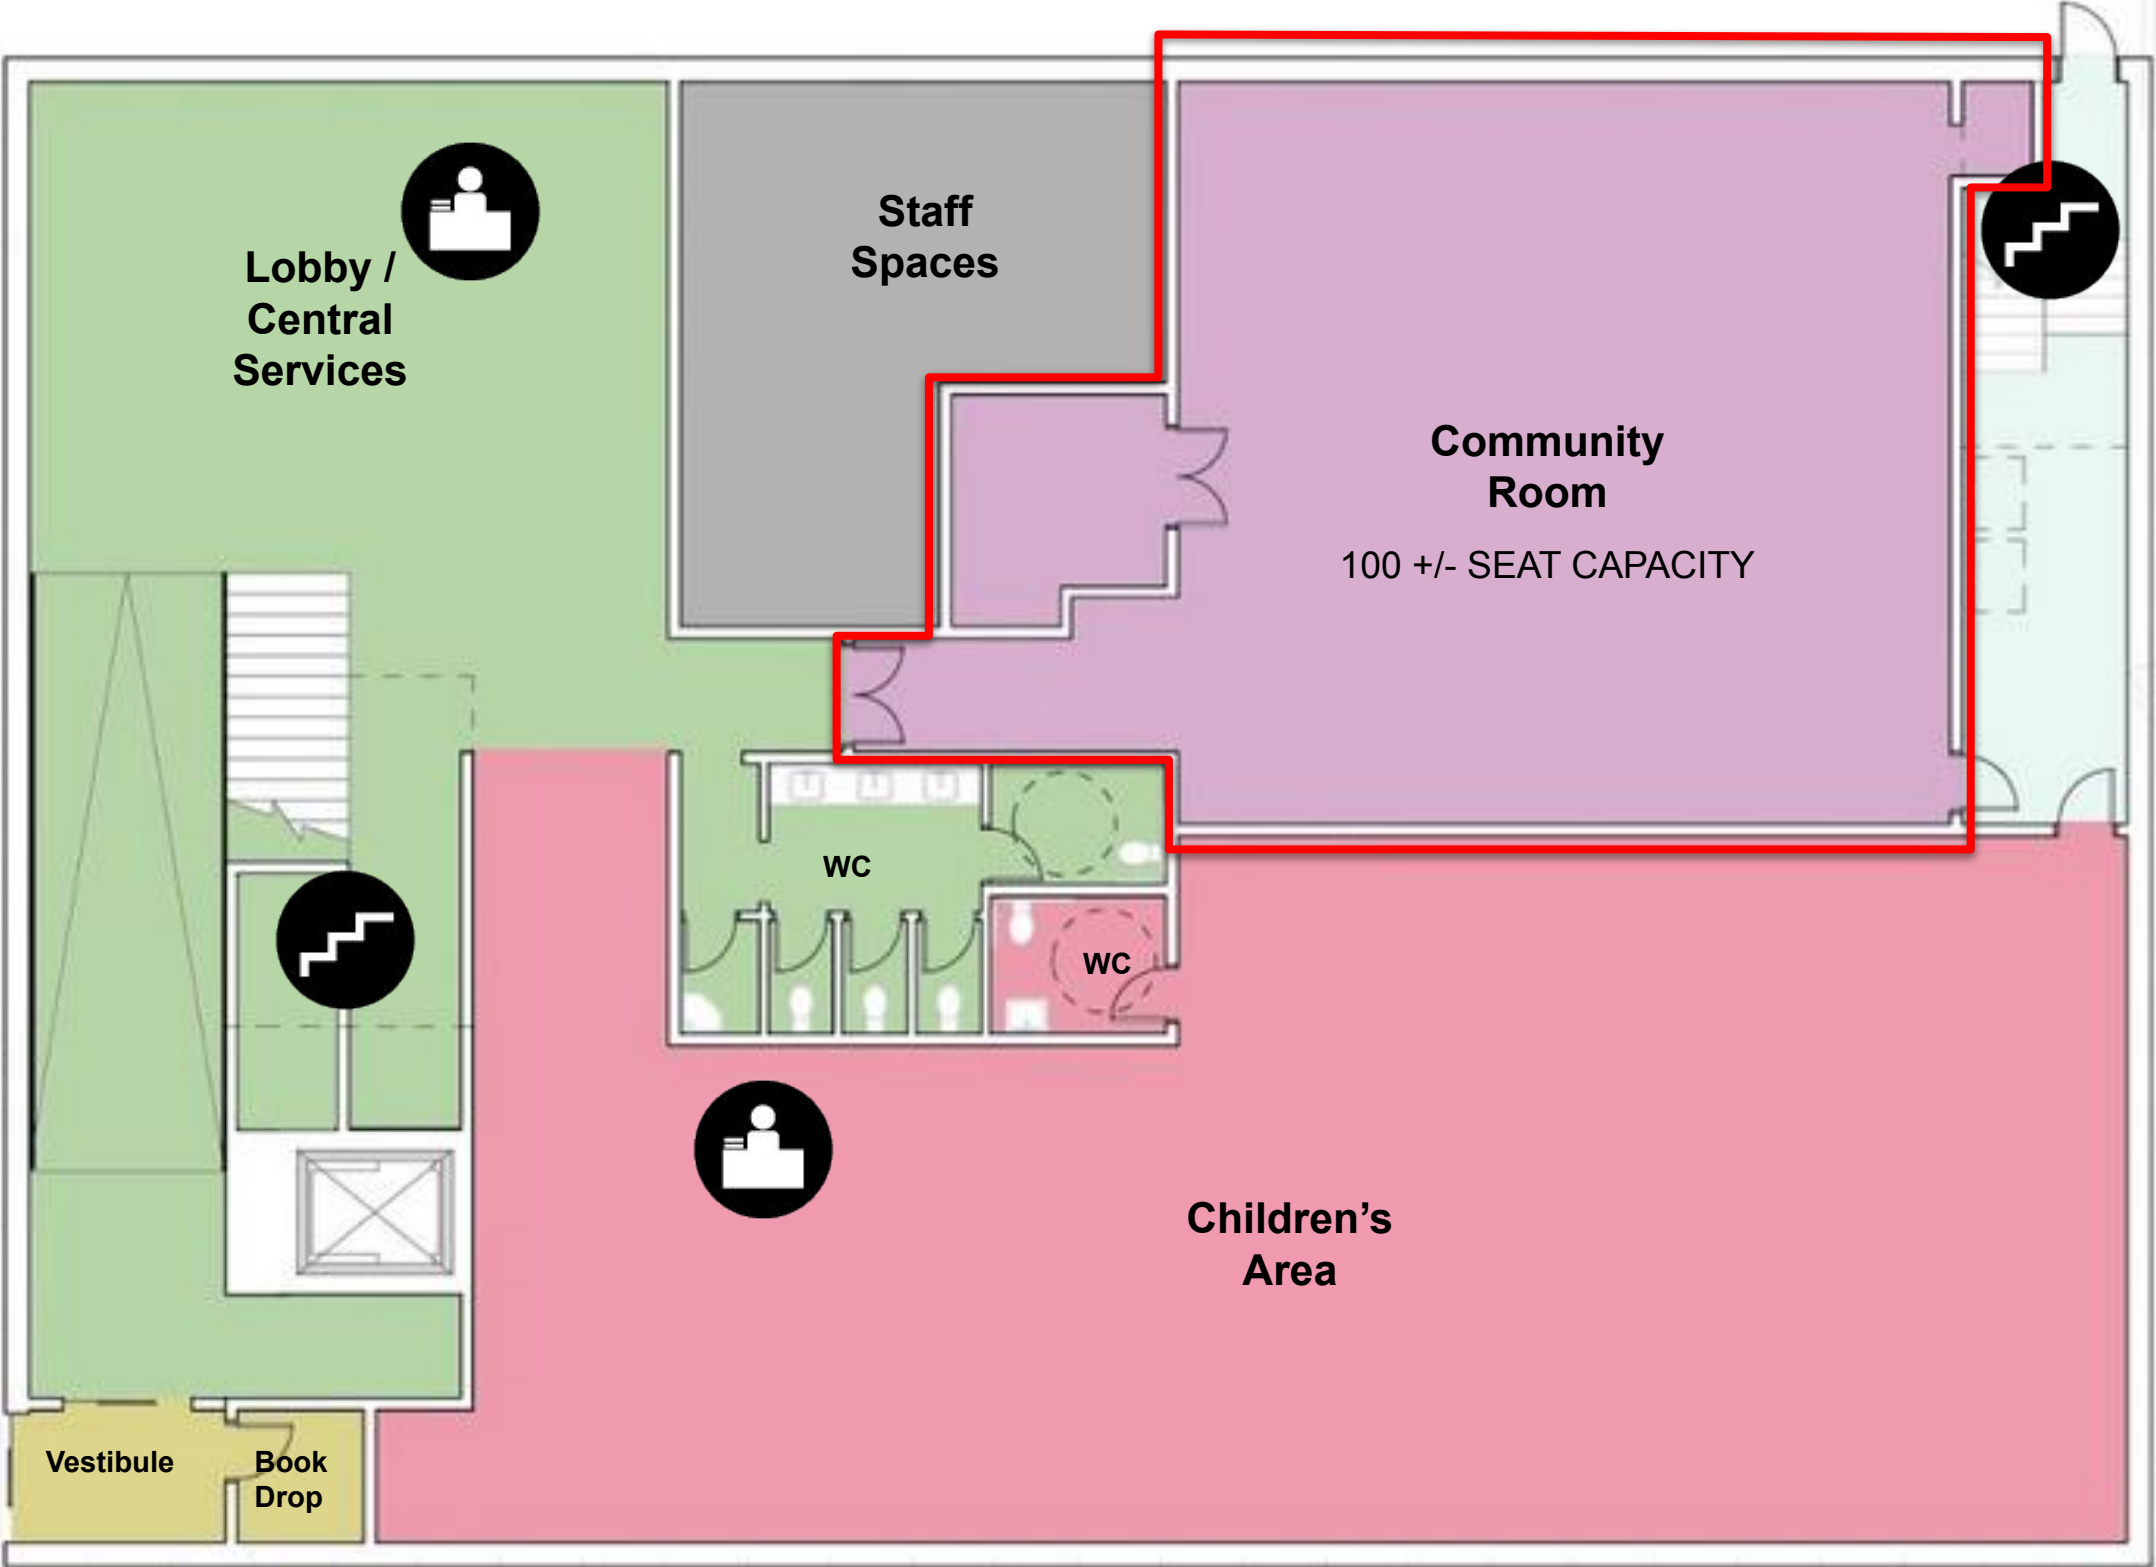 Staff
Spaces
Lobby /
Central
Services
Community
Room
100 +/- SEAT CAPACITY
WC
WC
Children’s
Area
Vestibule
Book
Drop